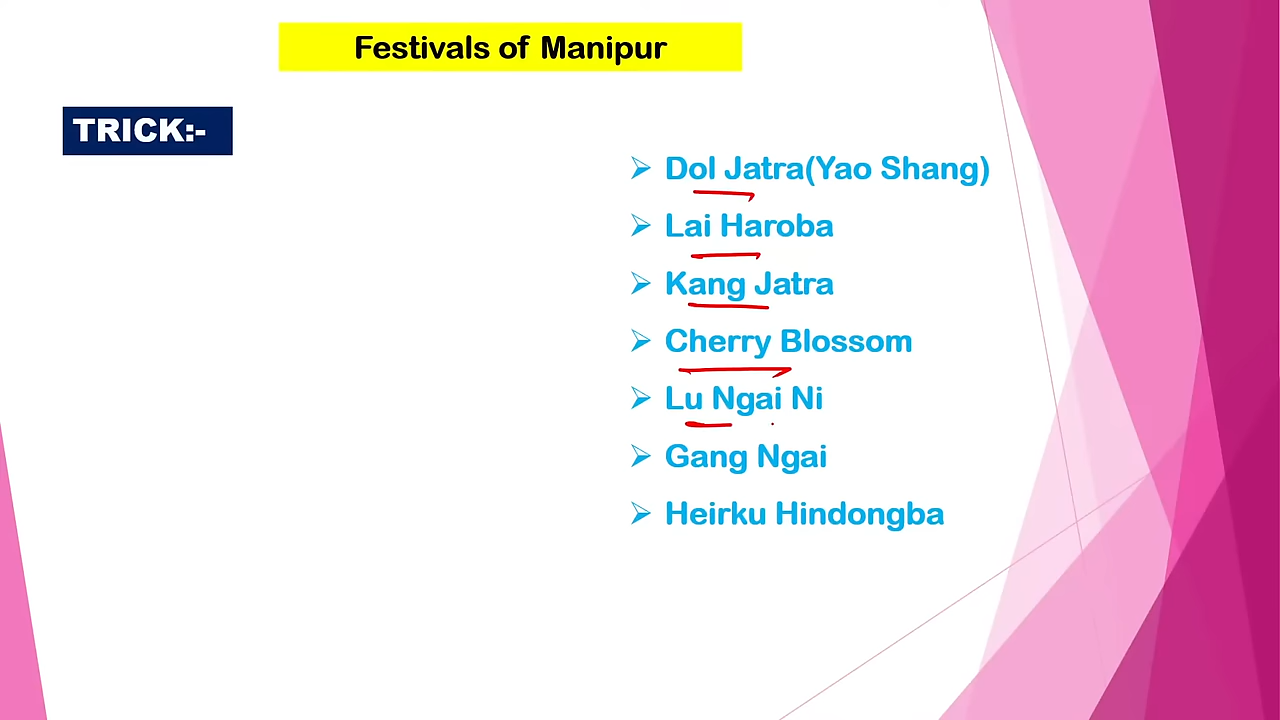 Festivals of Manipur
TRICK:-
Dol Jatra(Yao Shang)
Lai Haroba
Kang Jatra
Cherry Blossom
Lu Ngai Ni
Gang Ngai
Heirku Hindongba